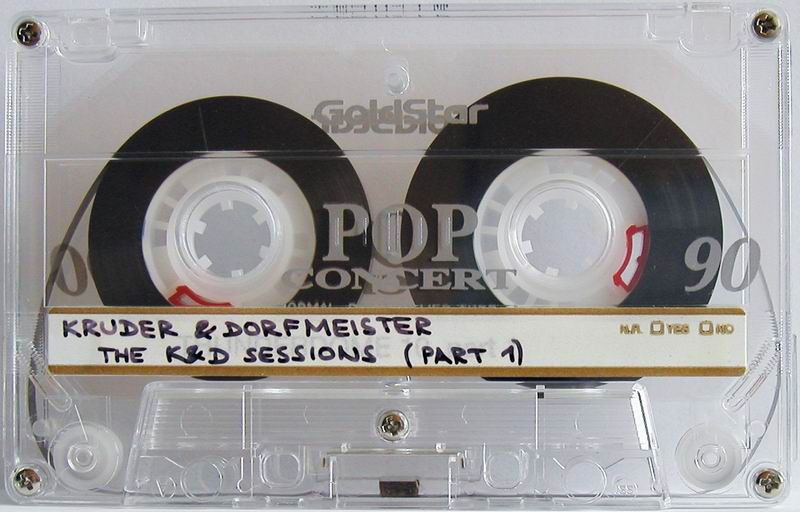 GoldStar
POP
CONCERT
90
KRUDER & DORFMEISTER
THE K&D SESSIONS (PART 1)
N.R. YES NO